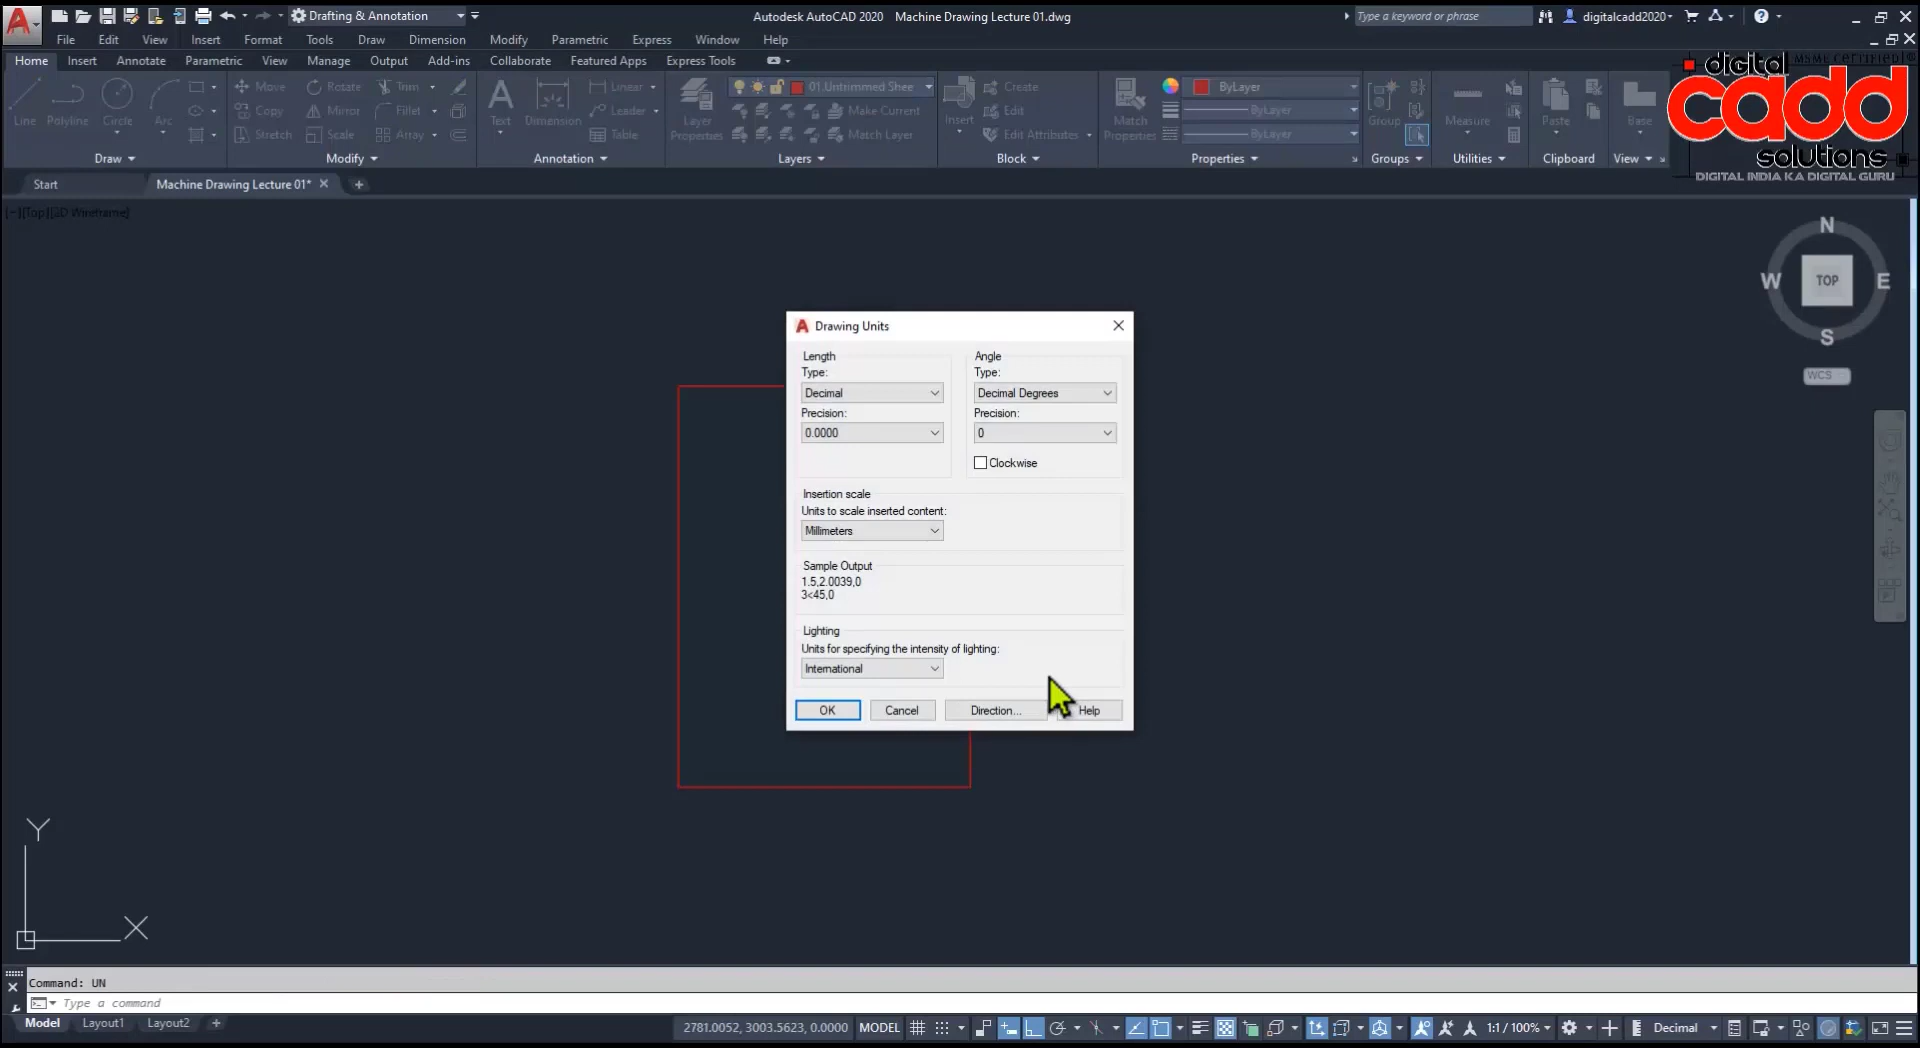 Drafting & Annotation
Autodesk AutoCAD 2020 Machine Drawing Lecture 01.dwg
Type a keyword or phrase
digitalcadd2020
File Edit View Insert Format Tools Draw Dimension Modify Parametric Express Window Help
Home Insert Annotate Parametric View Manage Output Add-ins Collaborate Featured Apps Express Tools
digital
MSME Certified
cadd
solutions
DIGITAL INDIA KA DIGITAL GURU
Line Polyline Circle Arc
Move Rotate Trim
Copy Mirror Fillet
Stretch Scale Array
Text Dimension
Linear
Leader
Table
Layer
Properties
01.Untrimmed Shee
Make Current
Match Layer
Insert
Create
Edit
Edit Attributes
Match
Properties
ByLayer
ByLayer
ByLayer
Group
Measure
Paste
Base
Draw Modify Annotation Layers Block Properties Groups Utilities Clipboard View
Start Machine Drawing Lecture 01* +
[−][Top][2D Wireframe]
N
W TOP E
S
WCS
Drawing Units
Length
Type:
Decimal
Precision:
0.0000
Angle
Type:
Decimal Degrees
Precision:
0
Clockwise
Insertion scale
Units to scale inserted content:
Millimeters
Sample Output
1.5,2.0039,0
3<45,0
Lighting
Units for specifying the intensity of lighting:
International
OK Cancel Direction... Help
Y
X
Command: UN
Type a command
Model Layout1 Layout2 +
2781.0052, 3003.5623, 0.0000 MODEL 1:1 / 100% Decimal